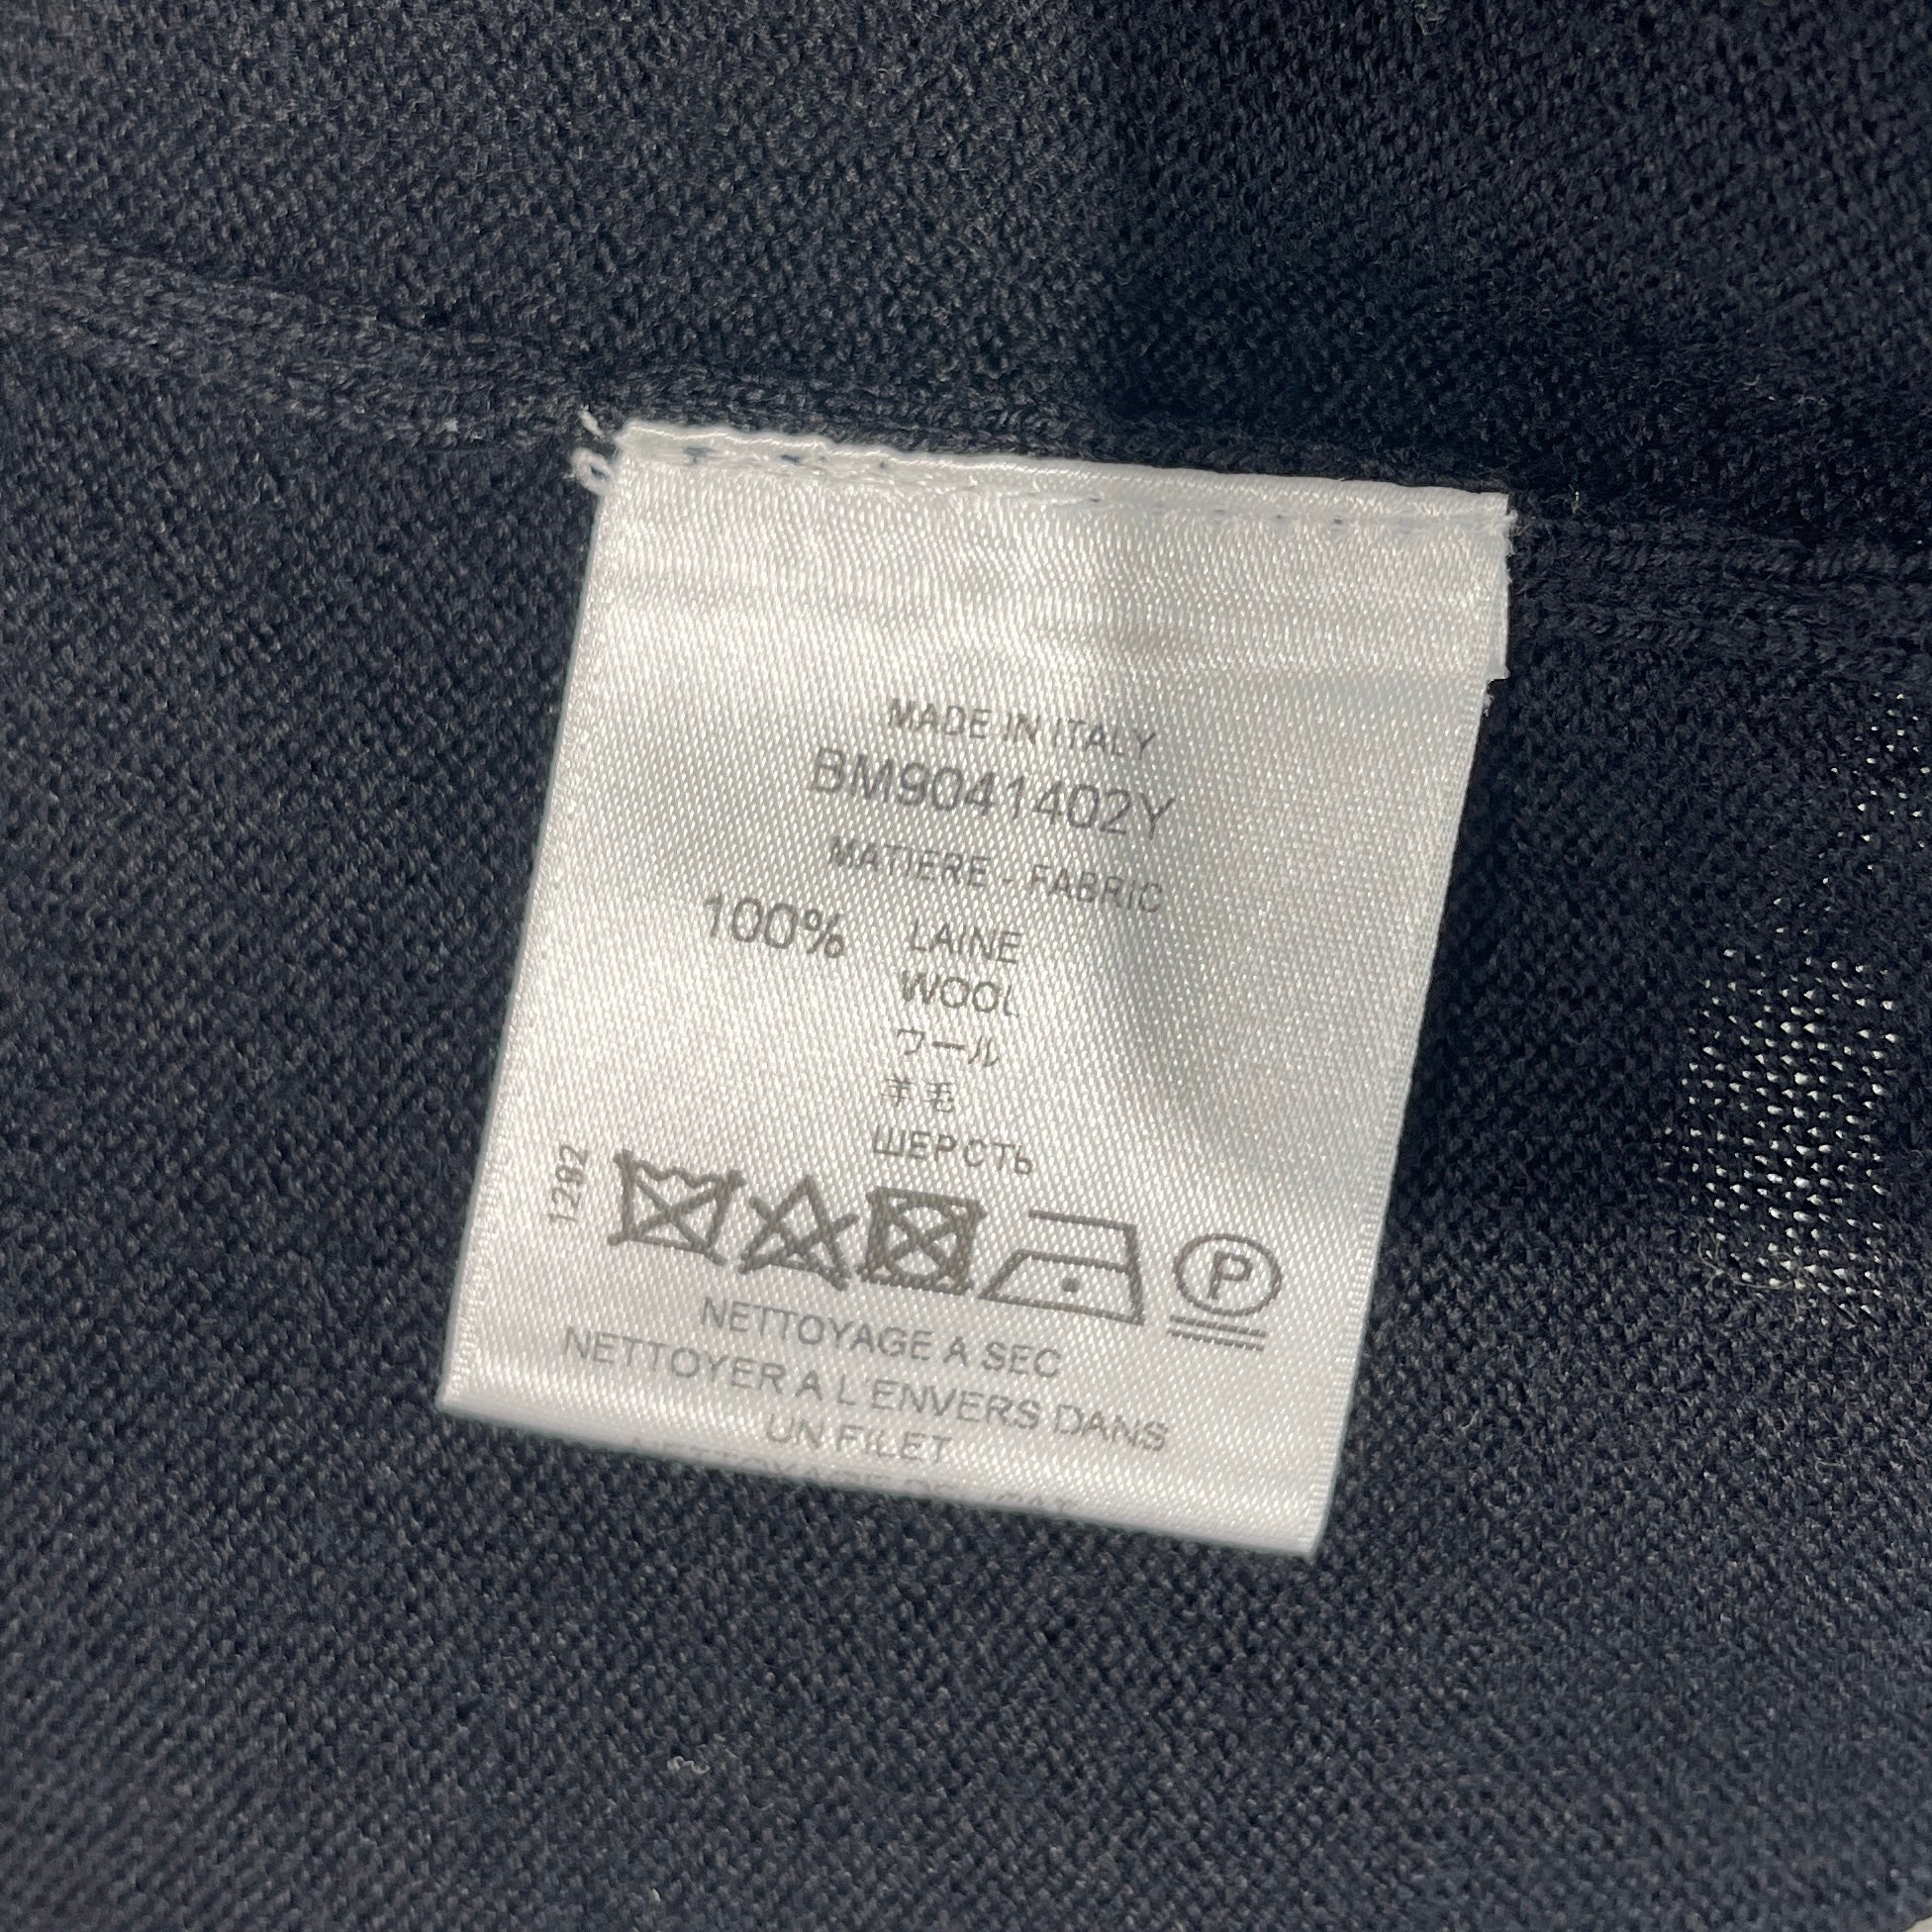 MADE IN ITALY
BM9041402Y
MATIERE - FABRIC
100% LAINE
WOOL
ウール
羊毛
ШЕРСТЬ
1292
P
NETTOYAGE A SEC
NETTOYER A L'ENVERS DANS
UN FILET
NETTOYAGE